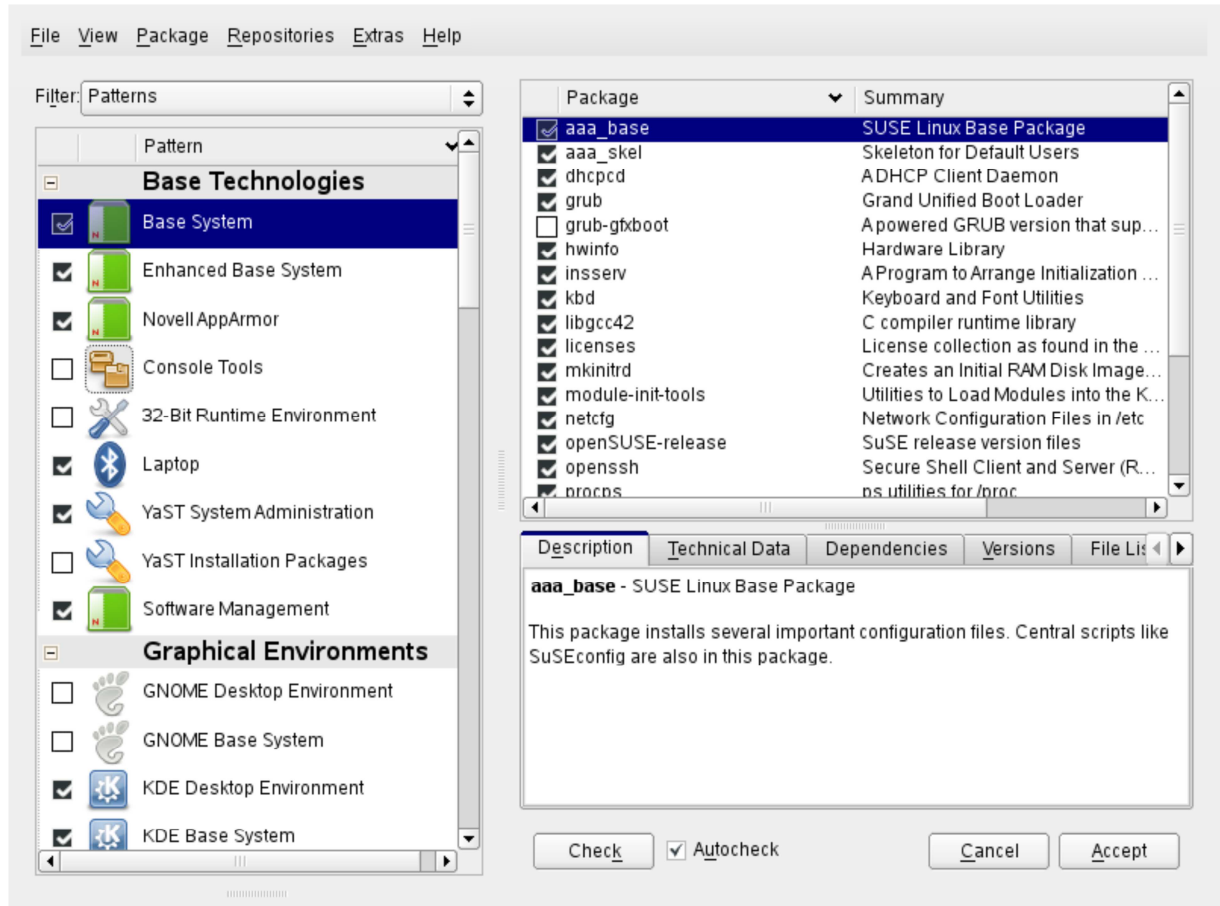 File View Package Repositories Extras Help
Filter: Patterns
Pattern
Base Technologies
Base System
Enhanced Base System
Novell AppArmor
Console Tools
32-Bit Runtime Environment
Laptop
YaST System Administration
YaST Installation Packages
Software Management
Graphical Environments
GNOME Desktop Environment
GNOME Base System
KDE Desktop Environment
KDE Base System
Package Summary
aaa_base SUSE Linux Base Package
aaa_skel Skeleton for Default Users
dhcpcd A DHCP Client Daemon
grub Grand Unified Boot Loader
grub-gfxboot A powered GRUB version that sup...
hwinfo Hardware Library
insserv A Program to Arrange Initialization ...
kbd Keyboard and Font Utilities
libgcc42 C compiler runtime library
licenses License collection as found in the ...
mkinitrd Creates an Initial RAM Disk Image...
module-init-tools Utilities to Load Modules into the K...
netcfg Network Configuration Files in /etc
openSUSE-release SuSE release version files
openssh Secure Shell Client and Server (R...
procps ps utilities for /proc
Description Technical Data Dependencies Versions File Lis
aaa_base - SUSE Linux Base Package
This package installs several important configuration files. Central scripts like
SuSEconfig are also in this package.
Check Autocheck Cancel Accept